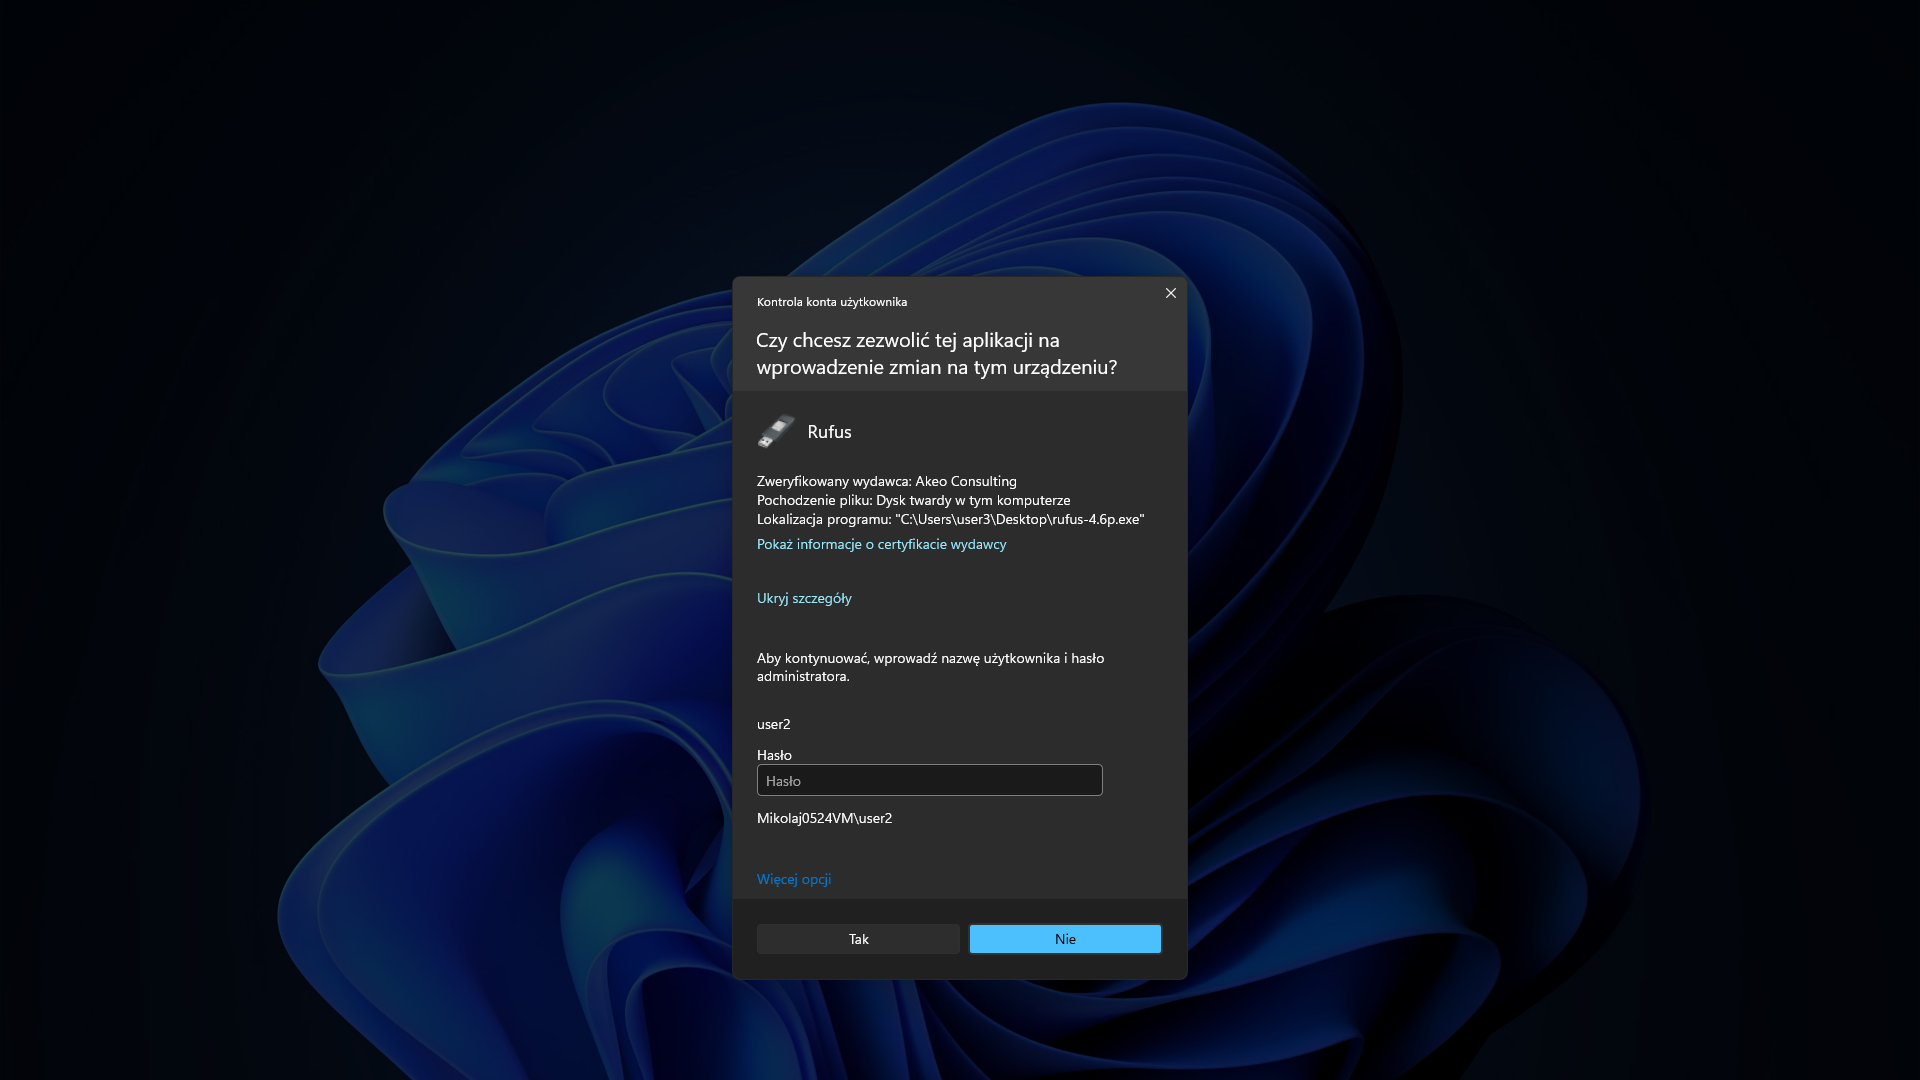 Kontrola konta użytkownika
Czy chcesz zezwolić tej aplikacji na
wprowadzenie zmian na tym urządzeniu?
Rufus
Zweryfikowany wydawca: Akeo Consulting
Pochodzenie pliku: Dysk twardy w tym komputerze
Lokalizacja programu: "C:\Users\user3\Desktop\rufus-4.6p.exe"
Pokaż informacje o certyfikacie wydawcy
Ukryj szczegóły
Aby kontynuować, wprowadź nazwę użytkownika i hasło
administratora.
user2
Hasło
Hasło
Mikolaj0524VM\user2
Więcej opcji
Tak
Nie